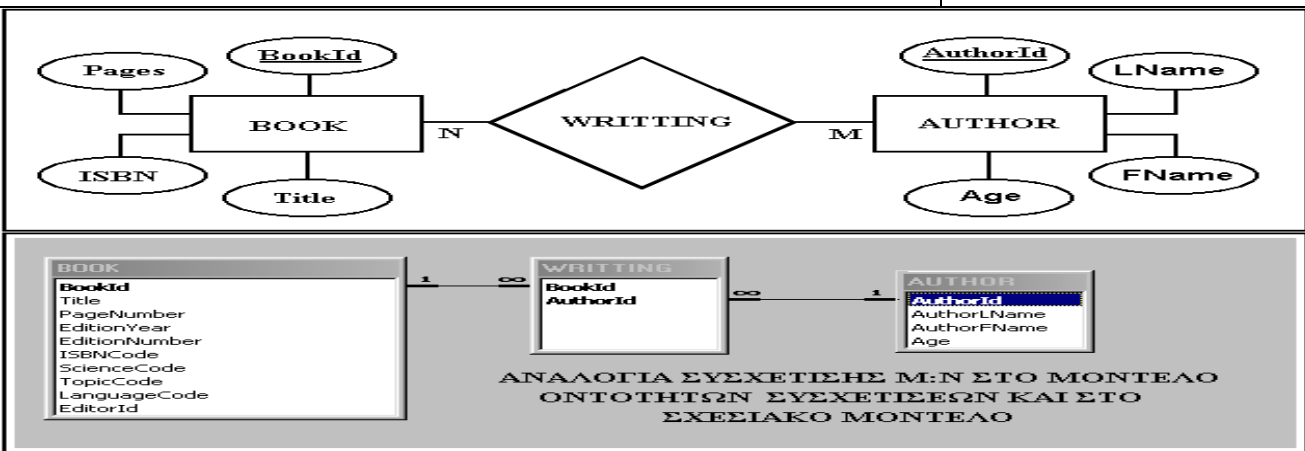 BookId
AuthorId
Pages
LName
BOOK
N
WRITTING
M
AUTHOR
ISBN
FName
Title
Age
BOOK
BookId
Title
PageNumber
EditionYear
EditionNumber
ISBNCode
ScienceCode
TopicCode
LanguageCode
EditorId
1
∞
WRITTING
BookId
AuthorId
∞
1
AUTHOR
AuthorId
AuthorLName
AuthorFName
Age
ΑΝΑΛΟΓΙΑ ΣΥΣΧΕΤΙΣΗΣ M:N ΣΤΟ ΜΟΝΤΕΛΟ
ΟΝΤΟΤΗΤΩΝ ΣΥΣΧΕΤΙΣΕΩΝ ΚΑΙ ΣΤΟ
ΣΧΕΣΙΑΚΟ ΜΟΝΤΕΛΟ